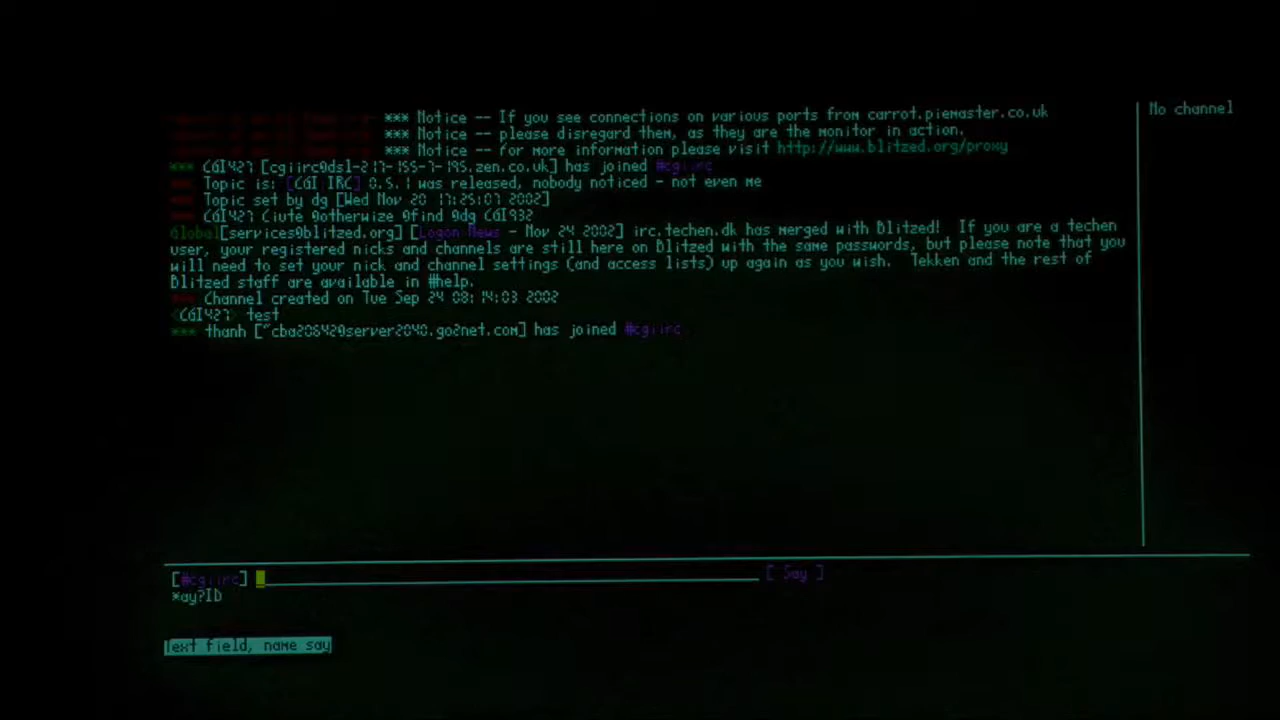 *** Notice -- If you see connections on various ports from carrot.piemaster.co.uk
No channel
*** Notice -- please disregard them, as they are the monitor in action.
*** Notice -- for more information please visit http://www.blitzed.org/proxy
*** CGI427 [cgiirc@dsl-217-155-7-195.zen.co.uk] has joined #cgiirc
*** Topic is: [CGI IRC] 0.5.1 was released, nobody noticed - not even me
*** Topic set by dg [Wed Nov 20 17:25:07 2002]
*** CGI427 @otherwize @find @dg CGI932
Global[services@blitzed.org] [Logon News - Nov 24 2002] irc.techen.dk has merged with Blitzed! If you are a techen
user, your registered nicks and channels are still here on Blitzed with the same passwords, but please note that you
will need to set your nick and channel settings (and access lists) up again as you wish. Tekken and the rest of
Blitzed staff are available in #help.
*** Channel created on Tue Sep 24 08:14:03 2002
<CGI427> test
*** thanh ["cba20642@server2040.go2net.com] has joined #cgiirc
[#cgiirc]
[ Say ]
*ay?ID
Text field, name say